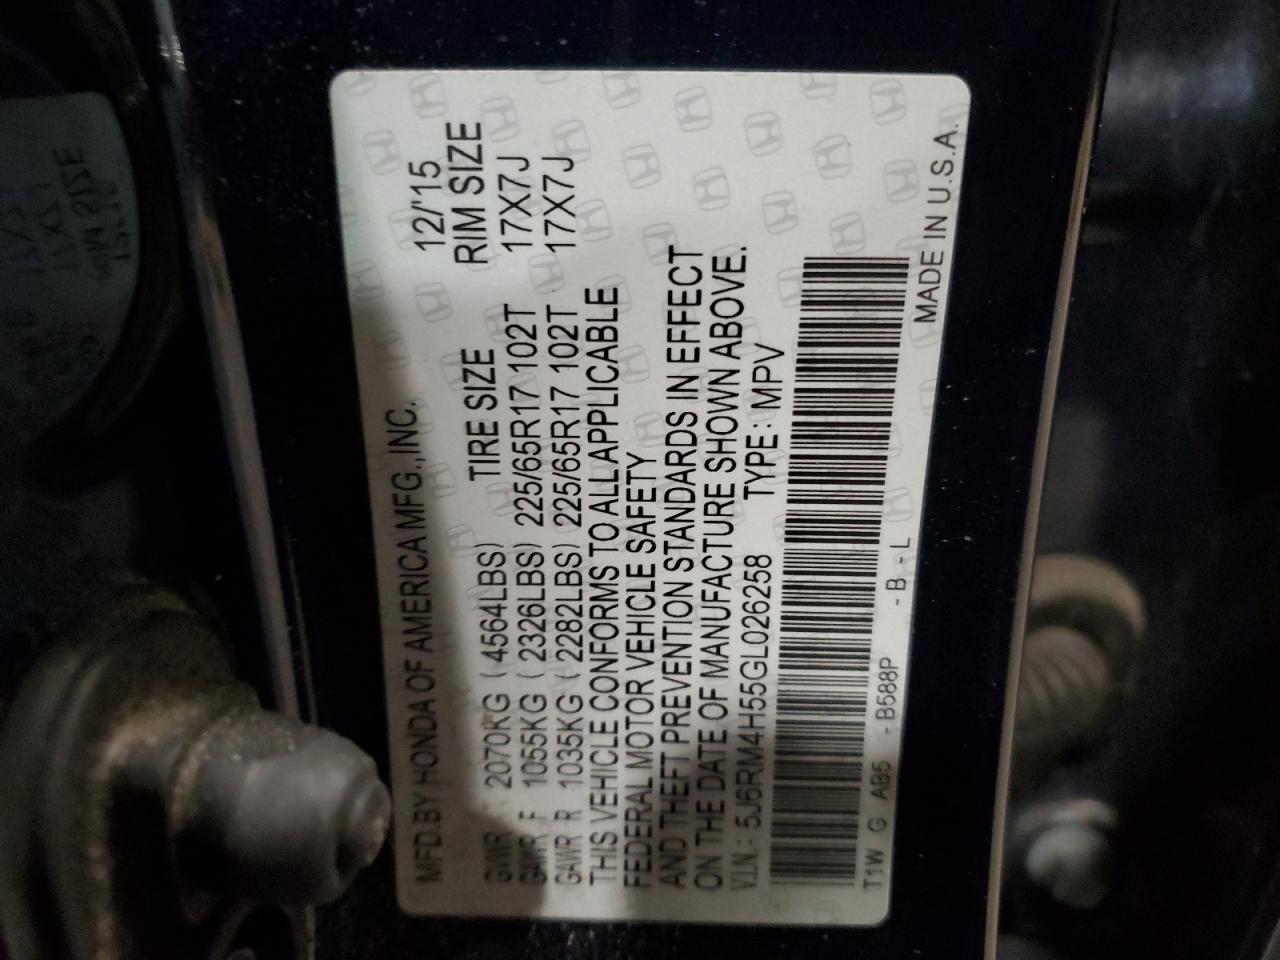 MFD. BY HONDA OF AMERICA MFG., INC. 12/'15
TIRE SIZE RIM SIZE
GVWR 2070KG ( 4564LBS)
GAWR F 1055KG ( 2326LBS) 225/65R17 102T 17X7J
GAWR R 1035KG ( 2282LBS) 225/65R17 102T 17X7J
THIS VEHICLE CONFORMS TO ALL APPLICABLE
FEDERAL MOTOR VEHICLE SAFETY
AND THEFT PREVENTION STANDARDS IN EFFECT
ON THE DATE OF MANUFACTURE SHOWN ABOVE.
V.I.N.: 5J6RM4H55GL026258 TYPE: MPV
T1W G AB5 -B588P -B -L
MADE IN U.S.A.